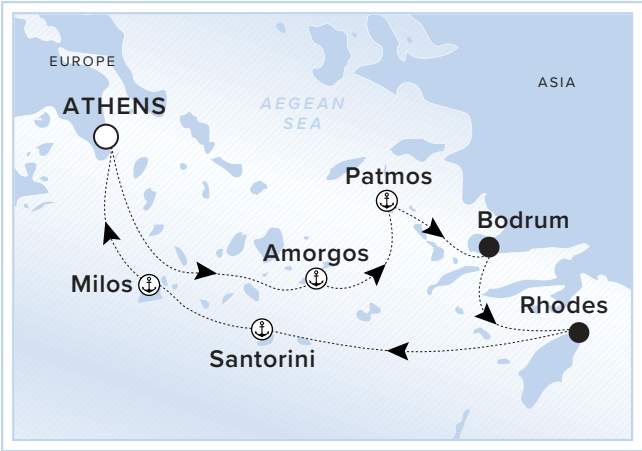 EUROPE
ASIA
ATHENS
AEGEAN
SEA
Patmos
Bodrum
Amorgos
Milos
Rhodes
Santorini